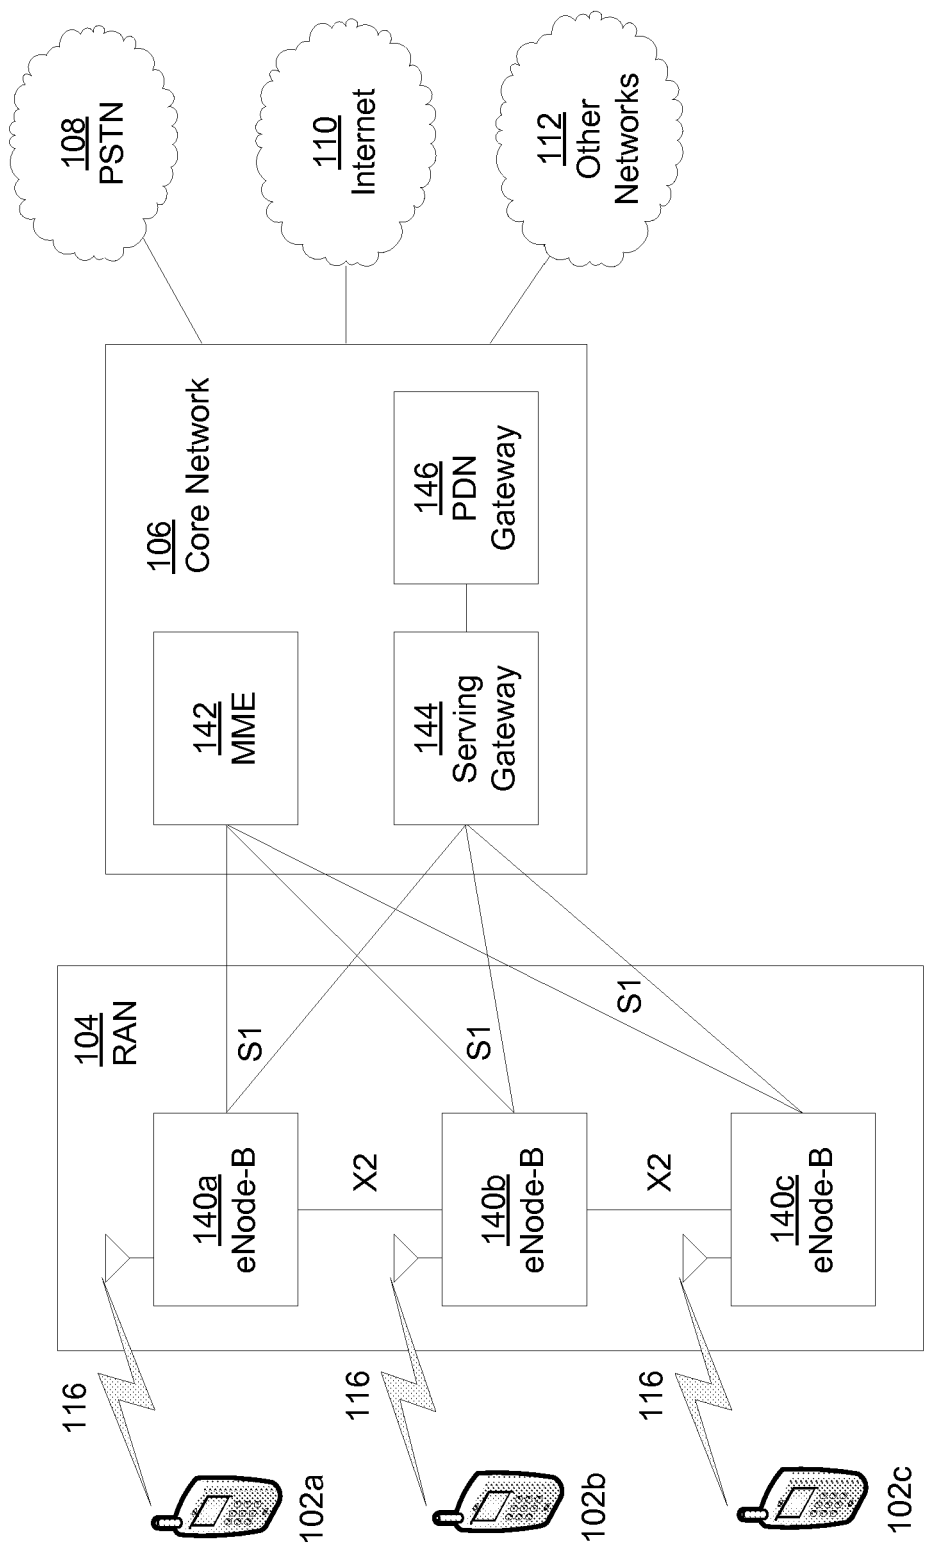 102a
116
104
RAN
140a
eNode-B
S1
X2
102b
116
140b
eNode-B
S1
X2
102c
116
140c
eNode-B
S1
106
Core Network
142
MME
144
Serving
Gateway
146
PDN
Gateway
108
PSTN
110
Internet
112
Other
Networks